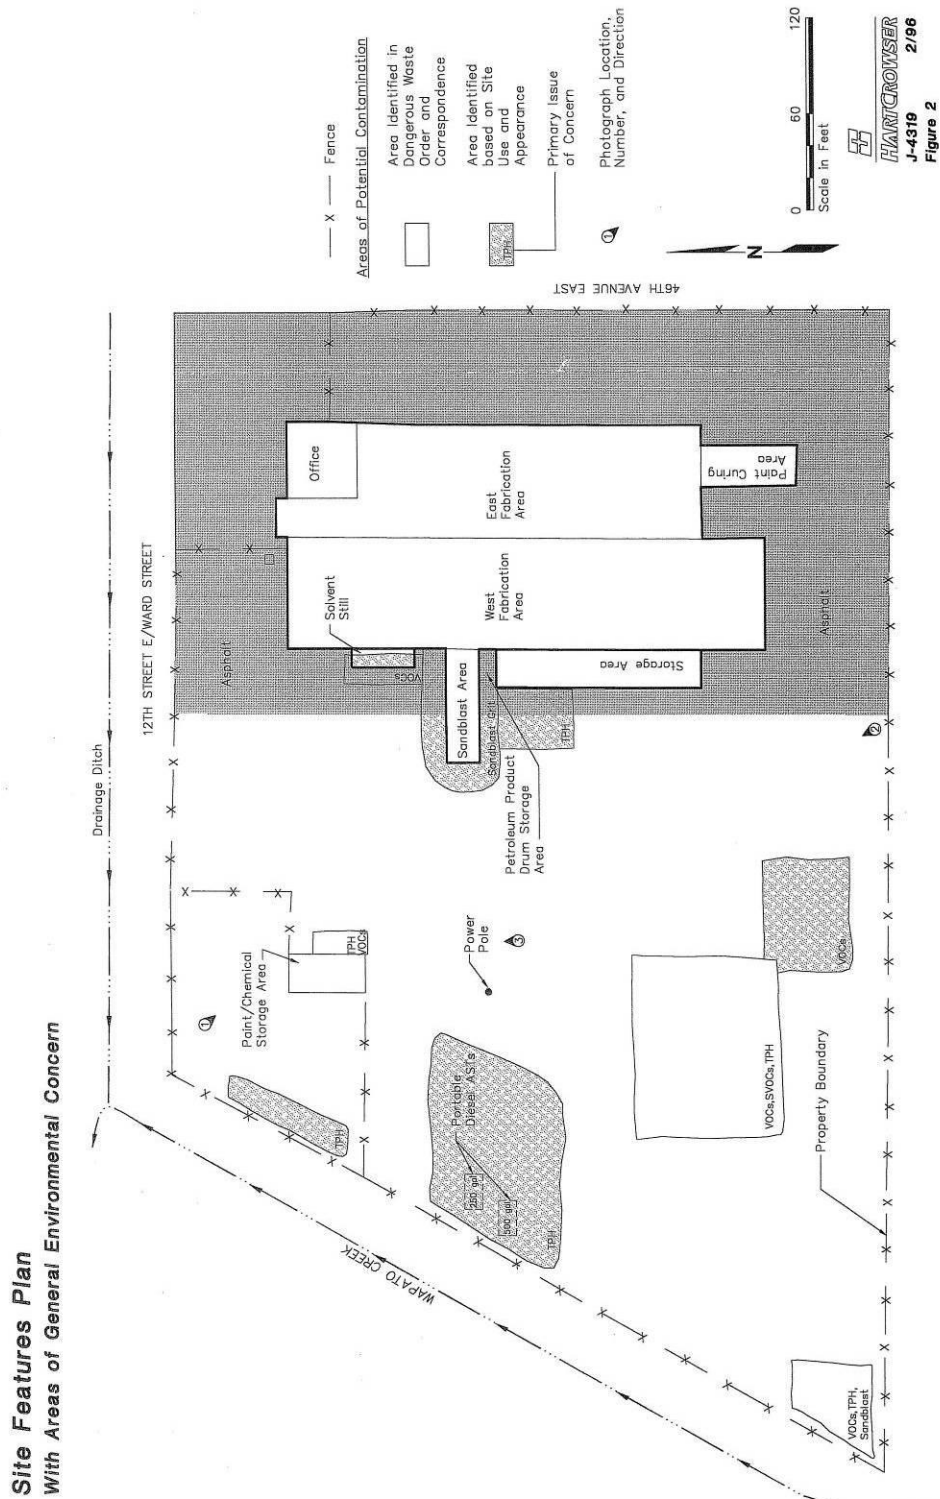 Site Features Plan
With Areas of General Environmental Concern
Drainage Ditch
12TH STREET E/WARD STREET
WAPATO CREEK
46TH AVENUE EAST
Asphalt
Office
Solvent
Still
VOCs
East
Fabrication
Area
West
Fabrication
Area
Sandblast Area
Sandblast Grit
TPH
Storage Area
Paint Curing
Area
Asphalt
Petroleum Product
Drum Storage
Area
Paint/Chemical
Storage Area
TPH
VOCs
1
TPH
Power
Pole
3
Portable
Diesel ASTs
250 gal
500 gal
TPH
VOCs
VOCs,SVOCs,TPH
2
Property Boundary
VOCs,TPH,
Sandblast
X Fence
Areas of Potential Contamination
Area Identified in
Dangerous Waste
Order and
Correspondence
TPH
Area Identified
based on Site
Use and
Appearance
Primary Issue
of Concern
1
Photograph Location,
Number, and Direction
N
0 60 120
Scale in Feet
HARTCROWSER
J-4319 2/96
Figure 2